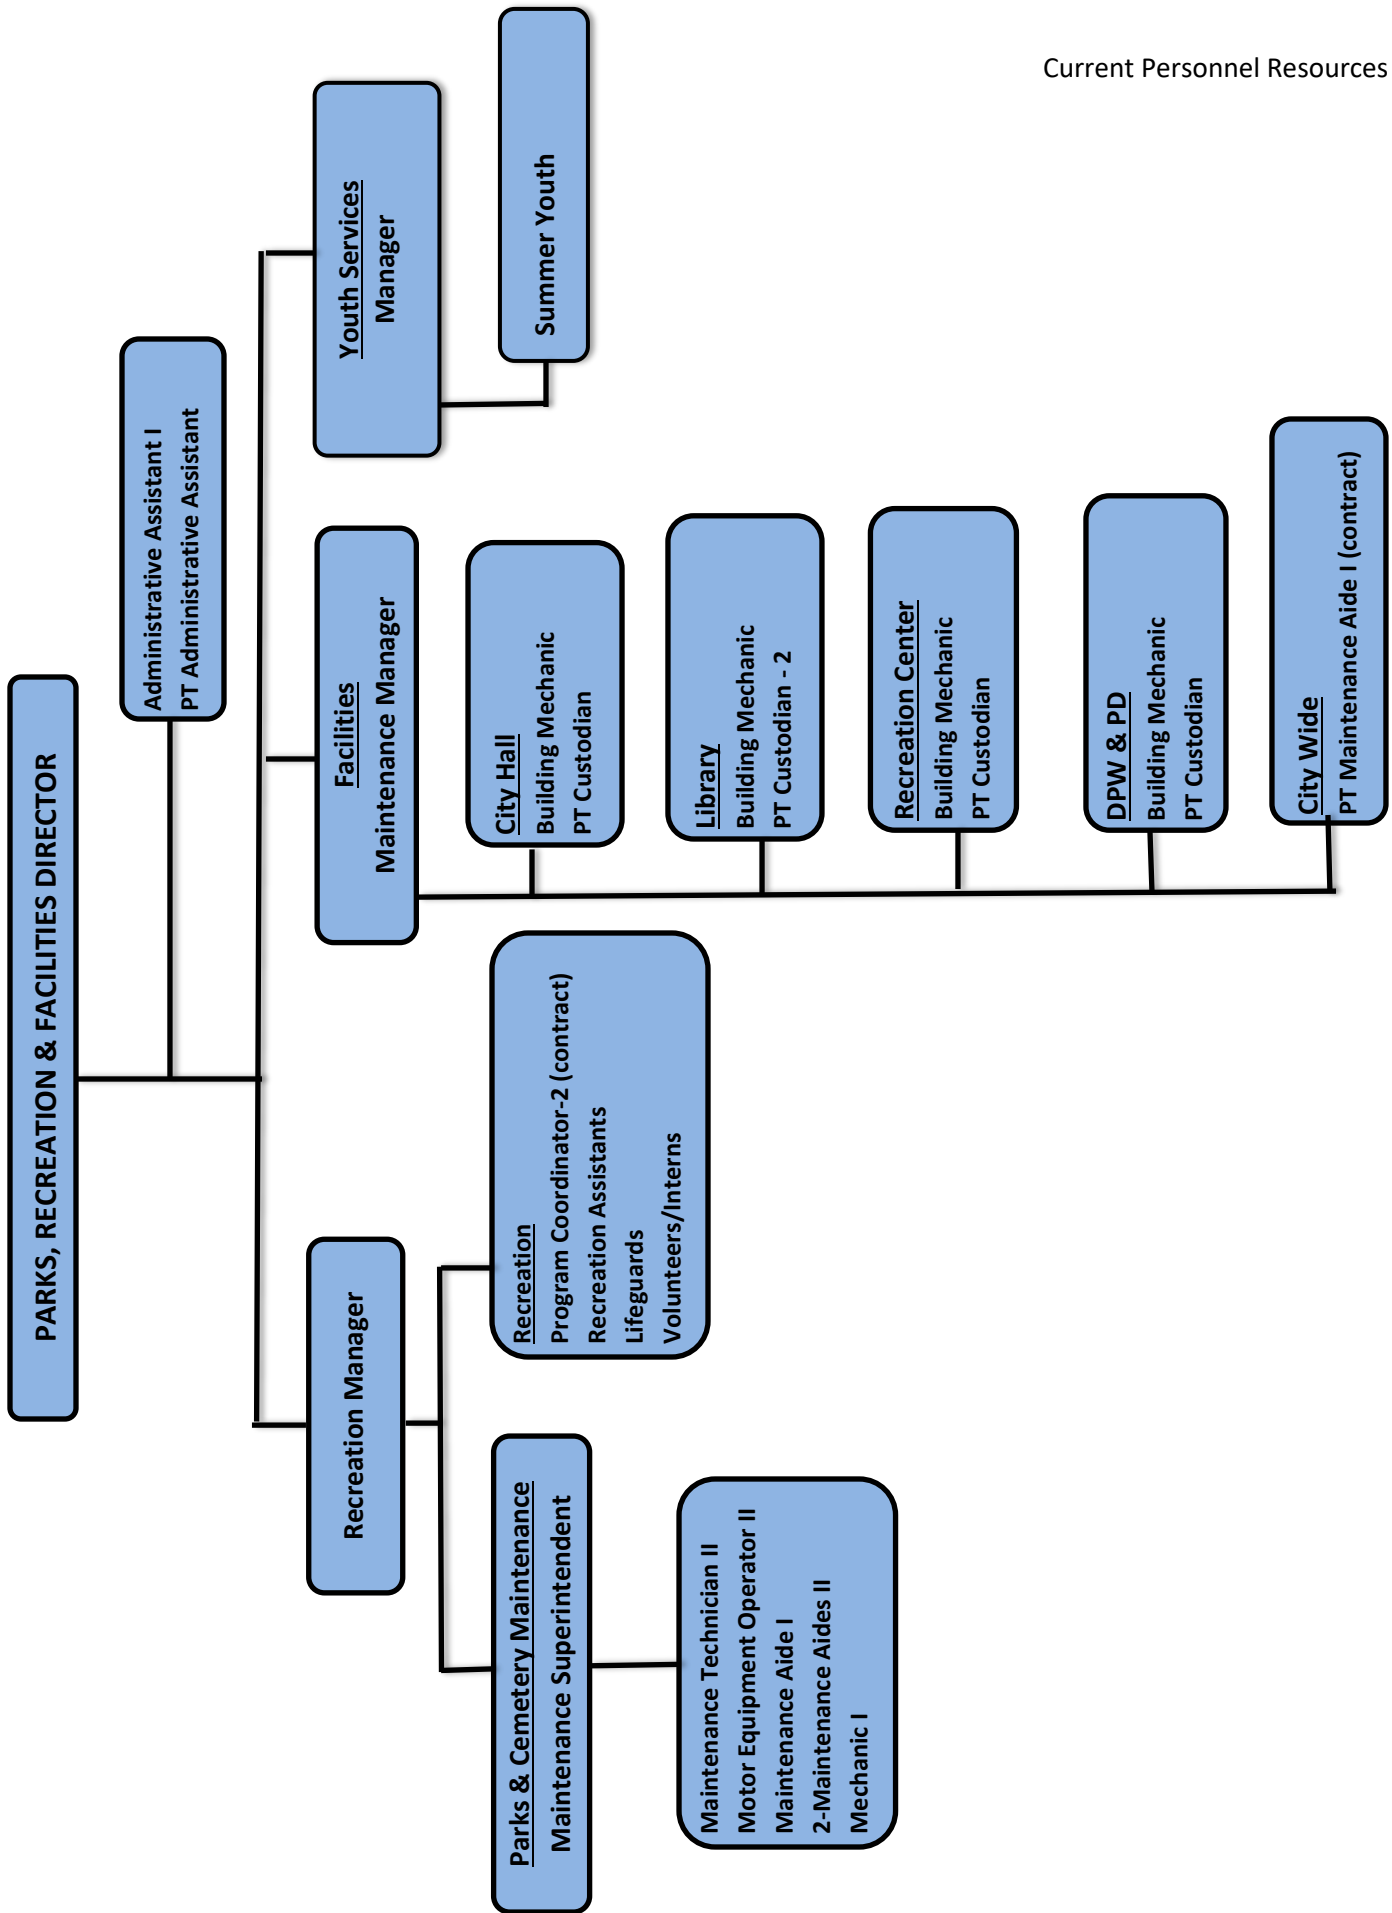 Current Personnel Resources
PARKS, RECREATION & FACILITIES DIRECTOR
Administrative Assistant I
PT Administrative Assistant
Recreation Manager
Facilities
Maintenance Manager
Youth Services
Manager
Parks & Cemetery Maintenance
Maintenance Superintendent
Maintenance Technician II
Motor Equipment Operator II
Maintenance Aide I
2-Maintenance Aides II
Mechanic I
Recreation
Program Coordinator-2 (contract)
Recreation Assistants
Lifeguards
Volunteers/Interns
City Hall
Building Mechanic
PT Custodian
Library
Building Mechanic
PT Custodian - 2
Recreation Center
Building Mechanic
PT Custodian
DPW & PD
Building Mechanic
PT Custodian
City Wide
PT Maintenance Aide I (contract)
Summer Youth